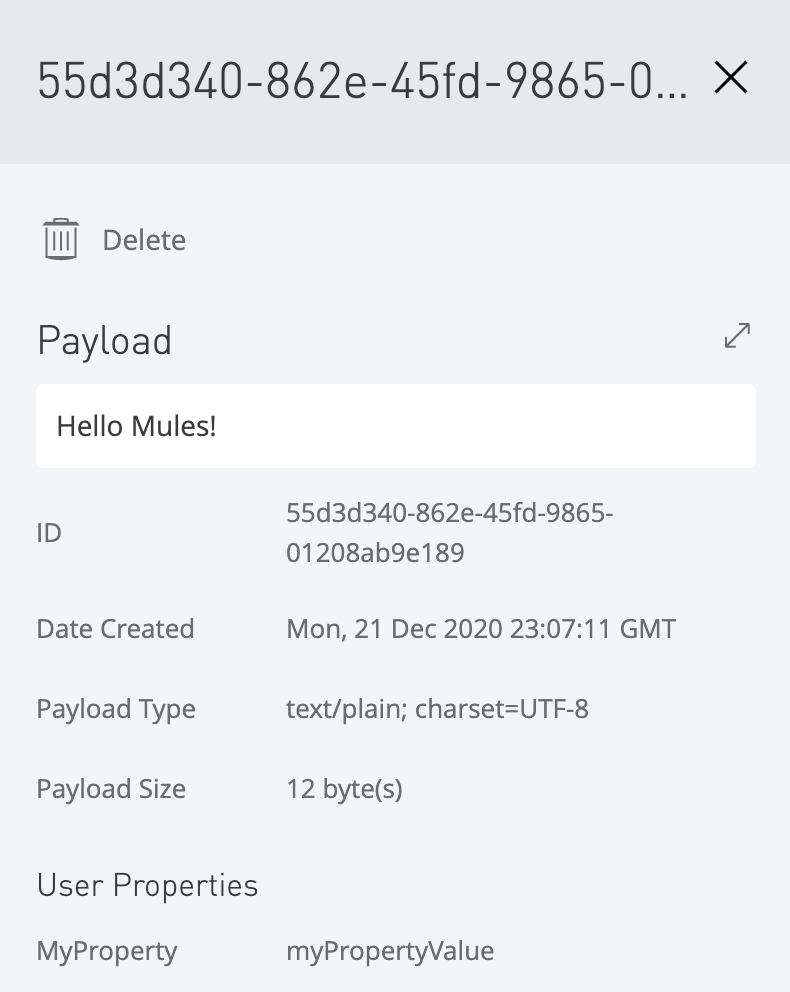 55d3d340-862e-45fd-9865-0...
Delete
Payload
Hello Mules!
ID
55d3d340-862e-45fd-9865-
01208ab9e189
Date Created Mon, 21 Dec 2020 23:07:11 GMT
Payload Type text/plain; charset=UTF-8
Payload Size 12 byte(s)
User Properties
MyProperty myPropertyValue